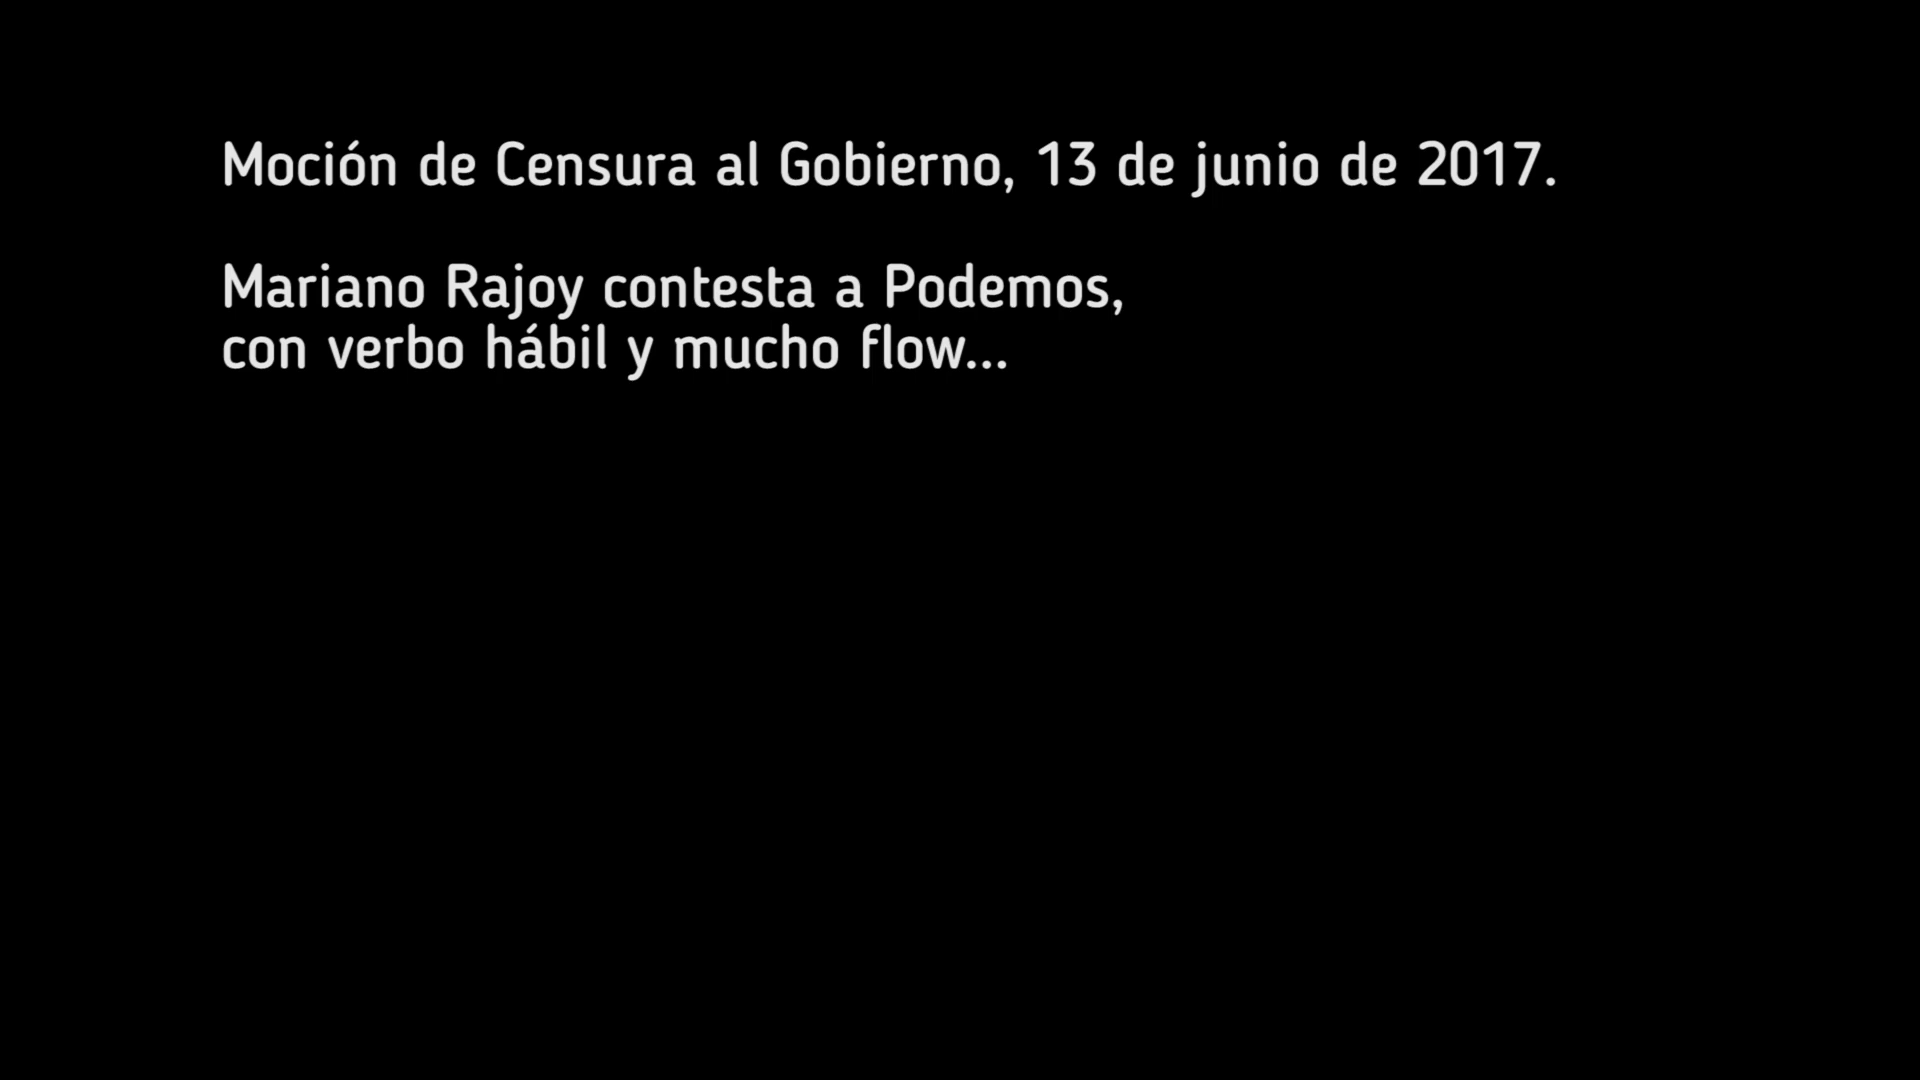 Moción de Censura al Gobierno, 13 de junio de 2017.
Mariano Rajoy contesta a Podemos,
con verbo hábil y mucho flow...